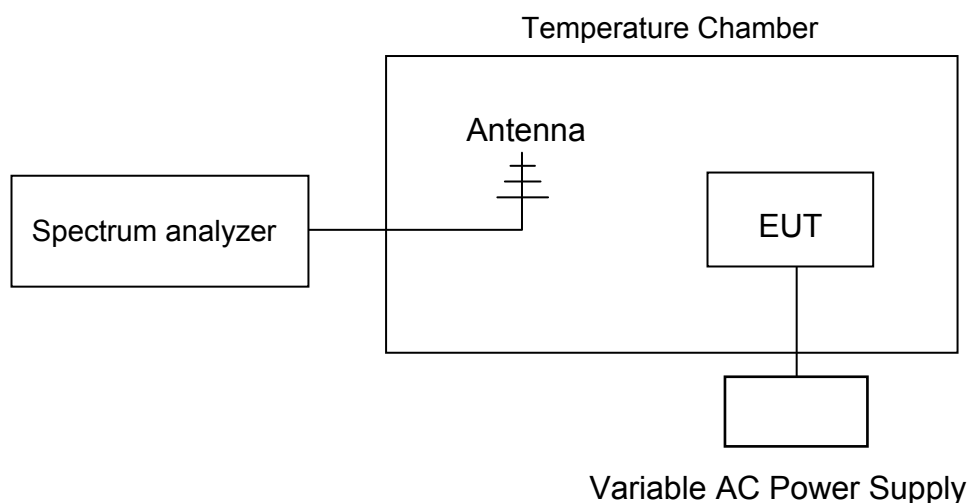 Temperature Chamber
Antenna
Spectrum analyzer
EUT
Variable AC Power Supply